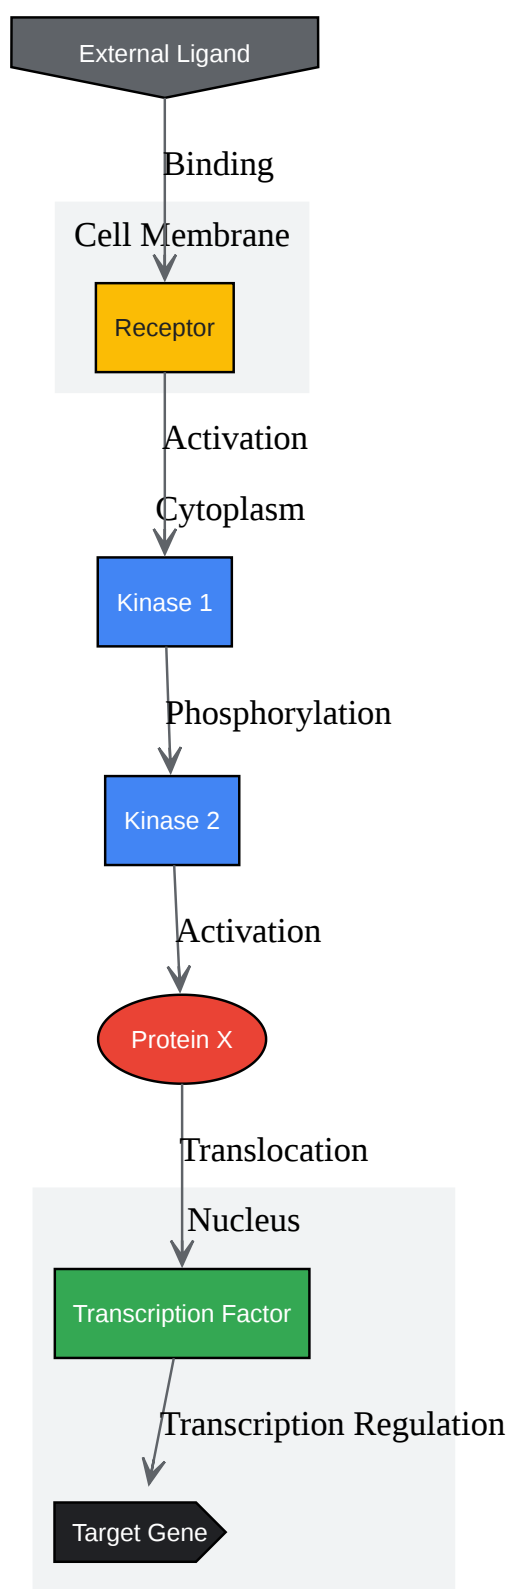 External Ligand
Binding
Cell Membrane
Receptor
Activation
Cytoplasm
Kinase 1
Phosphorylation
Kinase 2
Activation
Protein X
Translocation
Nucleus
Transcription Factor
Transcription Regulation
Target Gene